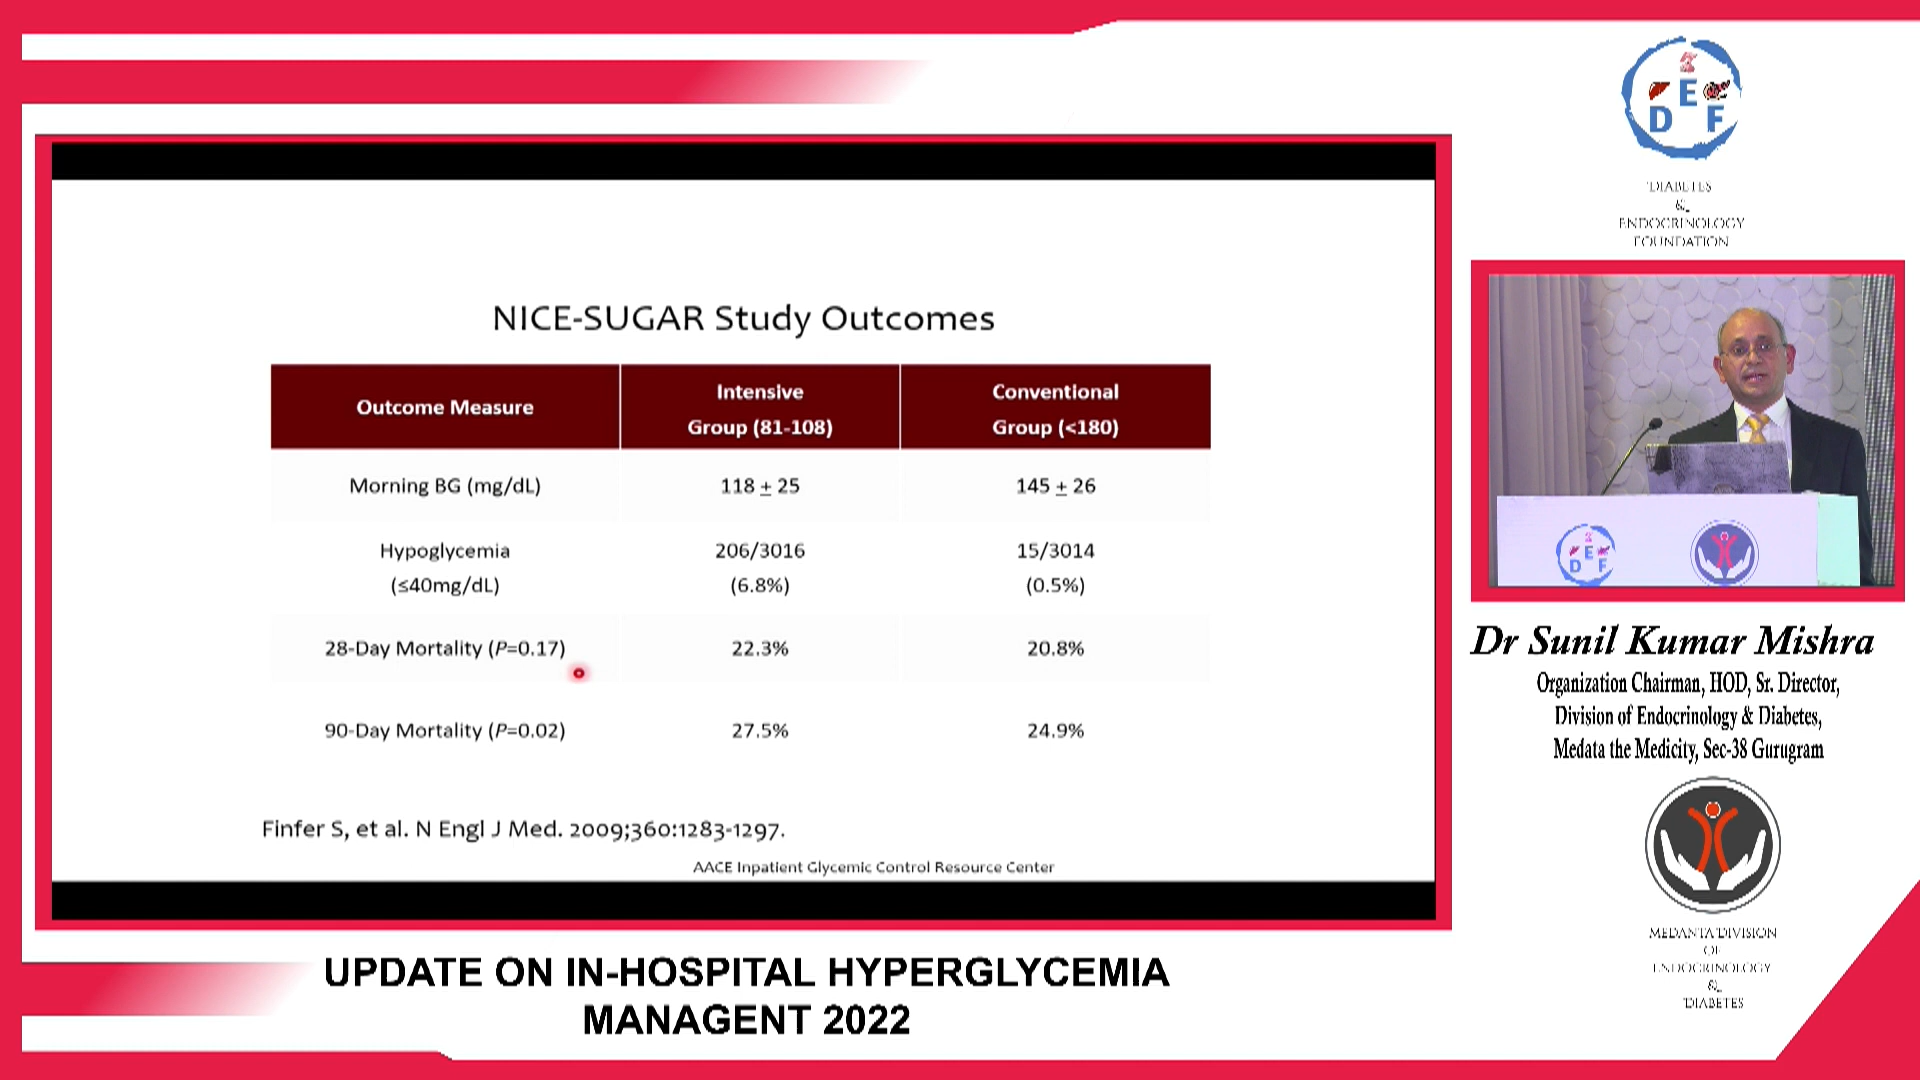 NICE-SUGAR Study Outcomes
Outcome Measure
Intensive
Group (81-108)
Conventional
Group (<180)
Morning BG (mg/dL)
118 ± 25
145 ± 26
Hypoglycemia
(≤40mg/dL)
206/3016
(6.8%)
15/3014
(0.5%)
28-Day Mortality (P=0.17)
22.3%
20.8%
90-Day Mortality (P=0.02)
27.5%
24.9%
Finfer S, et al. N Engl J Med. 2009;360:1283-1297.
AACE Inpatient Glycemic Control Resource Center
UPDATE ON IN-HOSPITAL HYPERGLYCEMIA
MANAGENT 2022
D E F
DIABETES
&
ENDOCRINOLOGY
FOUNDATION
D E F
Dr Sunil Kumar Mishra
Organization Chairman, HOD, Sr. Director,
Division of Endocrinology & Diabetes,
Medata the Medicity, Sec-38 Gurugram
MEDANTA DIVISION
OF
ENDOCRINOLOGY
&
DIABETES